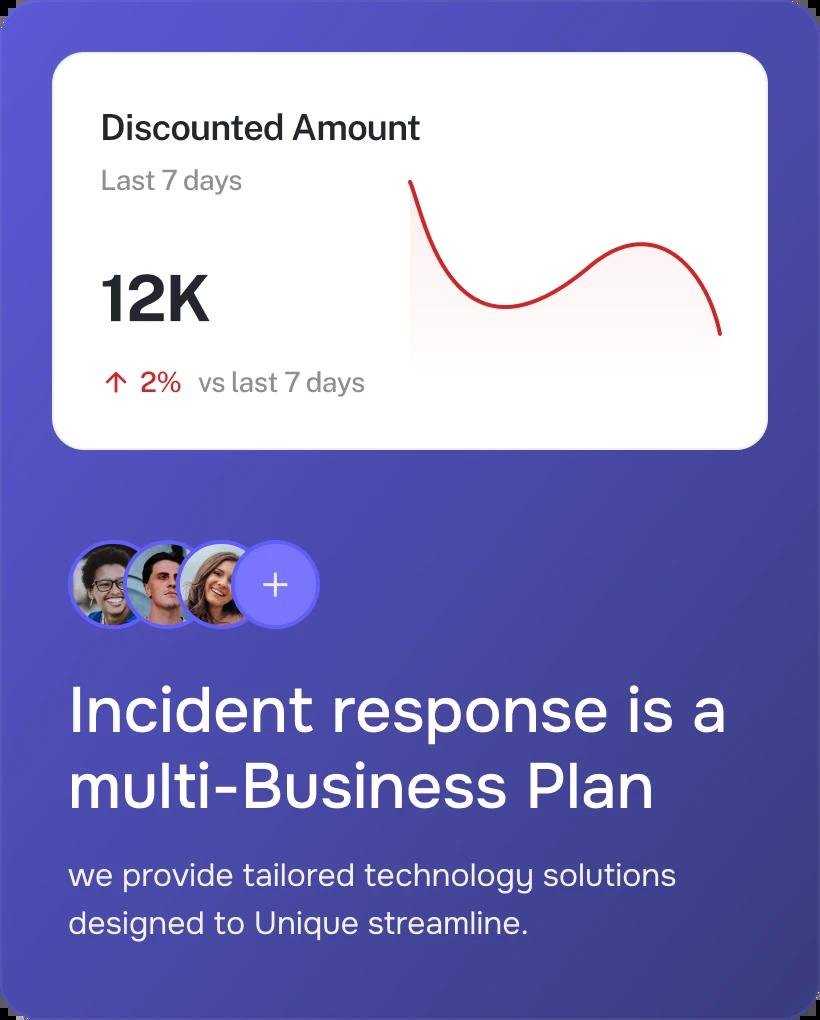 Discounted Amount
Last 7 days
12K
↑ 2% vs last 7 days
Incident response is a
multi-Business Plan
we provide tailored technology solutions
designed to Unique streamline.